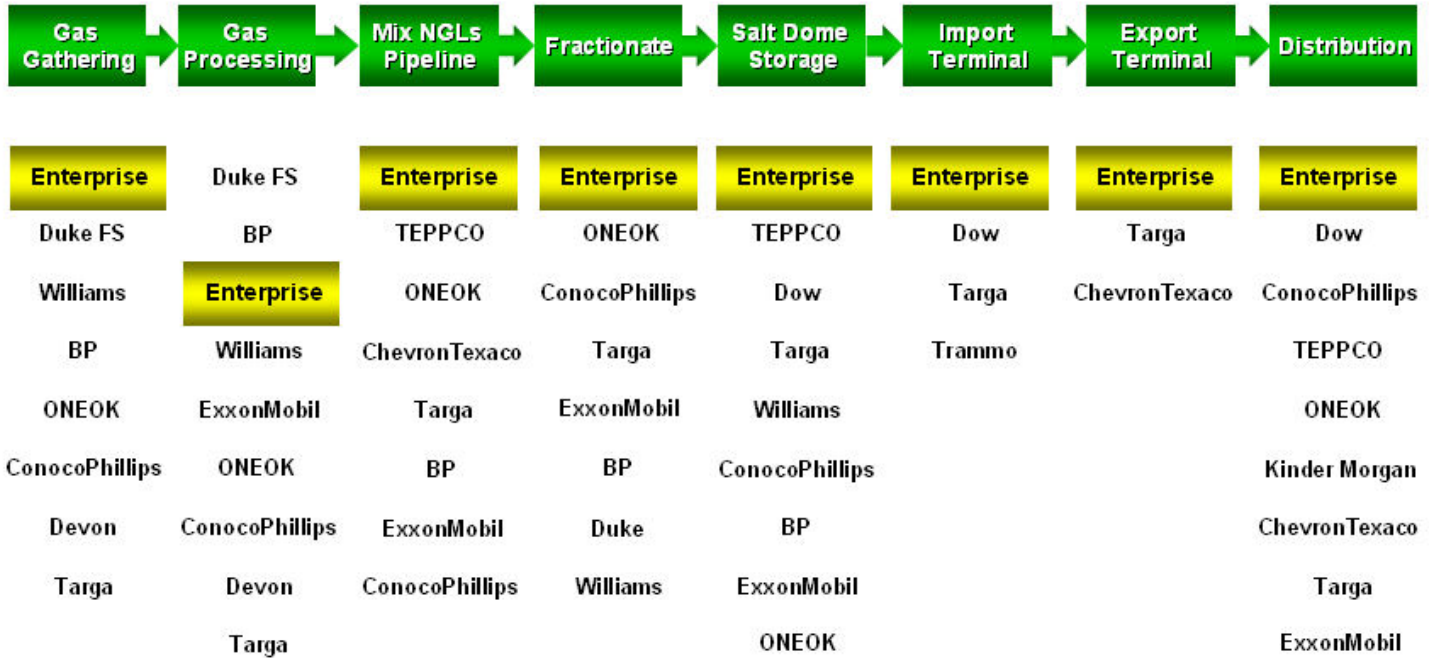 Gas Gathering
Gas Processing
Mix NGLs Pipeline
Fractionate
Salt Dome Storage
Import Terminal
Export Terminal
Distribution
Enterprise
Duke FS
Williams
BP
ONEOK
ConocoPhillips
Devon
Targa
Duke FS
BP
Enterprise
Williams
ExxonMobil
ONEOK
ConocoPhillips
Devon
Targa
Enterprise
TEPPCO
ONEOK
ChevronTexaco
Targa
BP
ExxonMobil
ConocoPhillips
Enterprise
ONEOK
ConocoPhillips
Targa
ExxonMobil
BP
Duke
Williams
Enterprise
TEPPCO
Dow
Targa
Williams
ConocoPhillips
BP
ExxonMobil
ONEOK
Enterprise
Dow
Targa
Trammo
Enterprise
Targa
ChevronTexaco
Enterprise
Dow
ConocoPhillips
TEPPCO
ONEOK
Kinder Morgan
ChevronTexaco
Targa
ExxonMobil